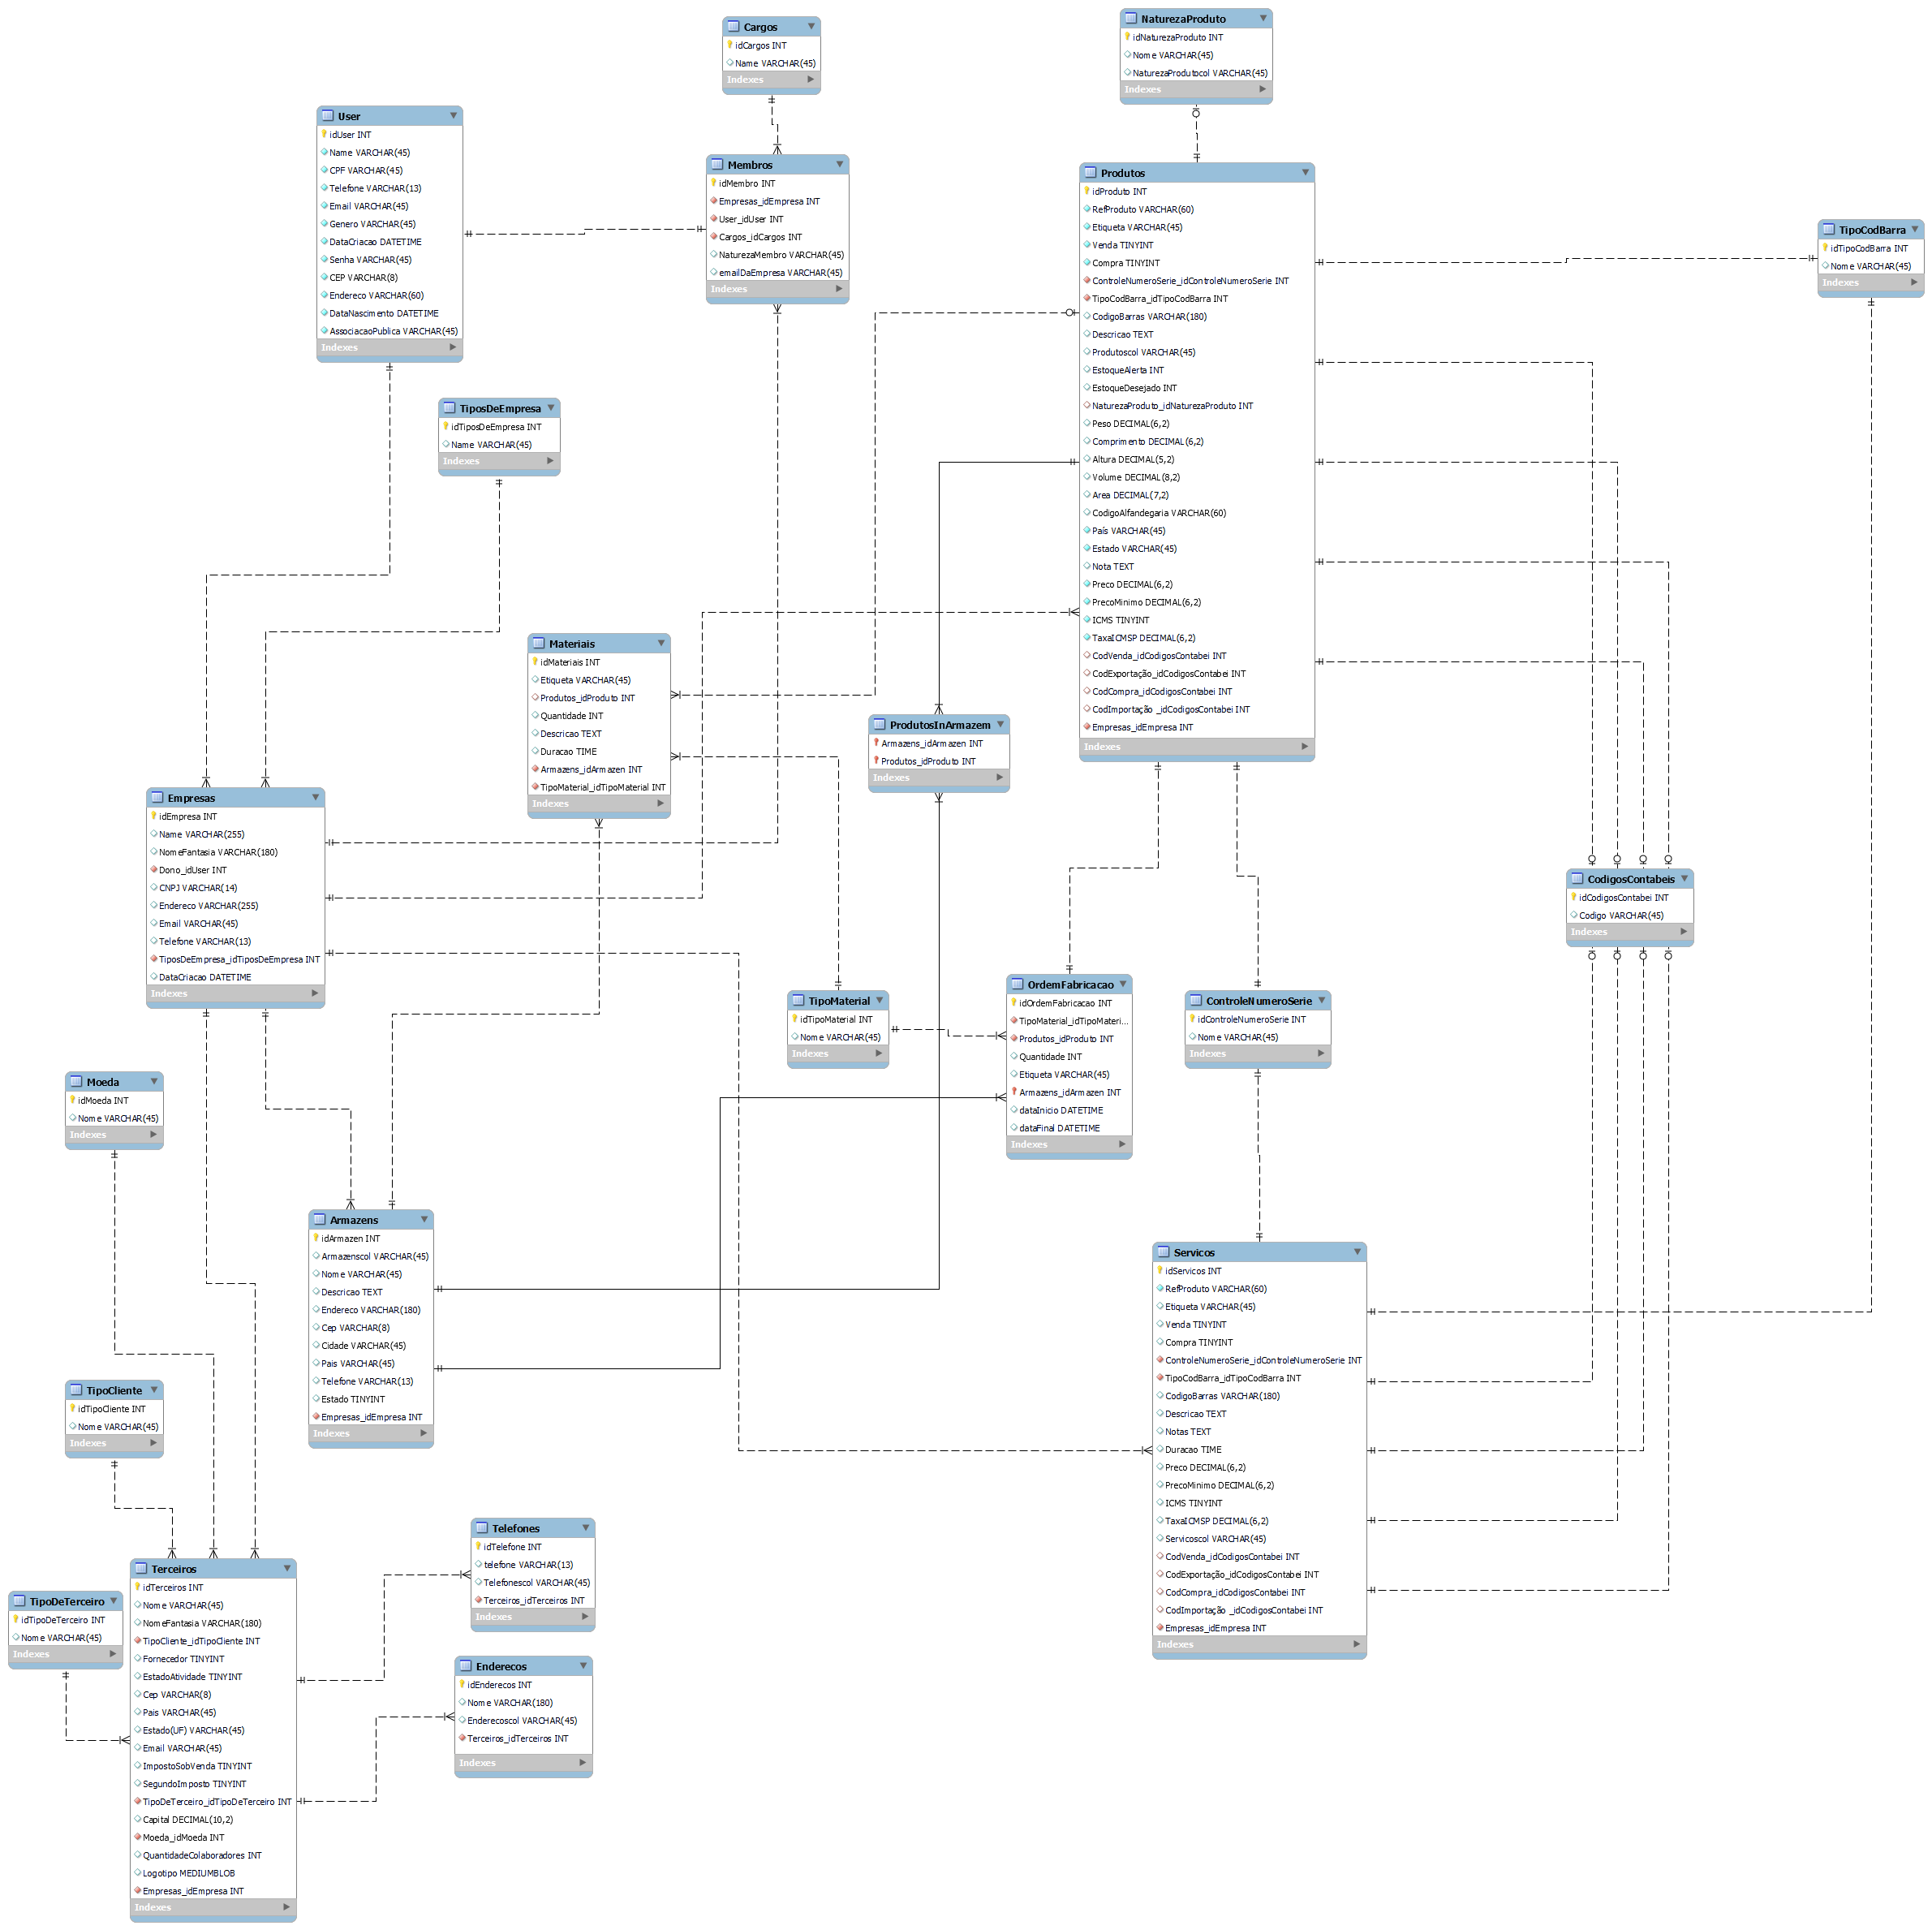 Cargos
idCargos INT
Name VARCHAR(45)
Indexes
NaturezaProduto
idNaturezaProduto INT
Nome VARCHAR(45)
NaturezaProdutocol VARCHAR(45)
Indexes
User
idUser INT
Name VARCHAR(45)
CPF VARCHAR(45)
Telefone VARCHAR(13)
Email VARCHAR(45)
Genero VARCHAR(45)
DataCriacao DATETIME
Senha VARCHAR(45)
CEP VARCHAR(8)
Endereco VARCHAR(60)
DataNascimento DATETIME
AssociacaoPublica VARCHAR(45)
Indexes
Membros
idMembro INT
Empresas_idEmpresa INT
User_idUser INT
Cargos_idCargos INT
NaturezaMembro VARCHAR(45)
emailDaEmpresa VARCHAR(45)
Indexes
Produtos
idProduto INT
RefProduto VARCHAR(60)
Etiqueta VARCHAR(45)
Venda TINYINT
Compra TINYINT
ControleNumeroSerie_idControleNumeroSerie INT
TipoCodBarra_idTipoCodBarra INT
CodigoBarras VARCHAR(180)
Descricao TEXT
Produtoscol VARCHAR(45)
EstoqueAlerta INT
EstoqueDesejado INT
NaturezaProduto_idNaturezaProduto INT
Peso DECIMAL(6,2)
Comprimento DECIMAL(6,2)
Altura DECIMAL(5,2)
Volume DECIMAL(8,2)
Area DECIMAL(7,2)
CodigoAlfandegaria VARCHAR(60)
País VARCHAR(45)
Estado VARCHAR(45)
Nota TEXT
Preco DECIMAL(6,2)
PrecoMinimo DECIMAL(6,2)
ICMS TINYINT
TaxaICMSP DECIMAL(6,2)
CodVenda_idCodigosContabei INT
CodExportação_idCodigosContabei INT
CodCompra_idCodigosContabei INT
CodImportação _idCodigosContabei INT
Empresas_idEmpresa INT
Indexes
TipoCodBarra
idTipoCodBarra INT
Nome VARCHAR(45)
Indexes
TiposDeEmpresa
idTiposDeEmpresa INT
Name VARCHAR(45)
Indexes
Materiais
idMateriais INT
Etiqueta VARCHAR(45)
Produtos_idProduto INT
Quantidade INT
Descricao TEXT
Duracao TIME
Armazens_idArmazen INT
TipoMaterial_idTipoMaterial INT
Indexes
ProdutosInArmazem
Armazens_idArmazen INT
Produtos_idProduto INT
Indexes
Empresas
idEmpresa INT
Name VARCHAR(255)
NomeFantasia VARCHAR(180)
Dono_idUser INT
CNPJ VARCHAR(14)
Endereco VARCHAR(255)
Email VARCHAR(45)
Telefone VARCHAR(13)
TiposDeEmpresa_idTiposDeEmpresa INT
DataCriacao DATETIME
Indexes
CodigosContabeis
idCodigosContabei INT
Codigo VARCHAR(45)
Indexes
TipoMaterial
idTipoMaterial INT
Nome VARCHAR(45)
Indexes
OrdemFabricacao
idOrdemFabricacao INT
TipoMaterial_idTipoMateri...
Produtos_idProduto INT
Quantidade INT
Etiqueta VARCHAR(45)
Armazens_idArmazen INT
dataInicio DATETIME
dataFinal DATETIME
Indexes
ControleNumeroSerie
idControleNumeroSerie INT
Nome VARCHAR(45)
Indexes
Moeda
idMoeda INT
Nome VARCHAR(45)
Indexes
Armazens
idArmazen INT
Armazenscol VARCHAR(45)
Nome VARCHAR(45)
Descricao TEXT
Endereco VARCHAR(180)
Cep VARCHAR(8)
Cidade VARCHAR(45)
Pais VARCHAR(45)
Telefone VARCHAR(13)
Estado TINYINT
Empresas_idEmpresa INT
Indexes
Servicos
idServicos INT
RefProduto VARCHAR(60)
Etiqueta VARCHAR(45)
Venda TINYINT
Compra TINYINT
ControleNumeroSerie_idControleNumeroSerie INT
TipoCodBarra_idTipoCodBarra INT
CodigoBarras VARCHAR(180)
Descricao TEXT
Notas TEXT
Duracao TIME
Preco DECIMAL(6,2)
PrecoMinimo DECIMAL(6,2)
ICMS TINYINT
TaxaICMSP DECIMAL(6,2)
Servicoscol VARCHAR(45)
CodVenda_idCodigosContabei INT
CodExportação_idCodigosContabei INT
CodCompra_idCodigosContabei INT
CodImportação _idCodigosContabei INT
Empresas_idEmpresa INT
Indexes
TipoCliente
idTipoCliente INT
Nome VARCHAR(45)
Indexes
Telefones
idTelefone INT
telefone VARCHAR(13)
Telefonescol VARCHAR(45)
Terceiros_idTerceiros INT
Indexes
Terceiros
idTerceiros INT
Nome VARCHAR(45)
NomeFantasia VARCHAR(180)
TipoCliente_idTipoCliente INT
Fornecedor TINYINT
EstadoAtividade TINYINT
Cep VARCHAR(8)
Pais VARCHAR(45)
Estado(UF) VARCHAR(45)
Email VARCHAR(45)
ImpostoSobVenda TINYINT
SegundoImposto TINYINT
TipoDeTerceiro_idTipoDeTerceiro INT
Capital DECIMAL(10,2)
Moeda_idMoeda INT
QuantidadeColaboradores INT
Logotipo MEDIUMBLOB
Empresas_idEmpresa INT
Indexes
TipoDeTerceiro
idTipoDeTerceiro INT
Nome VARCHAR(45)
Indexes
Enderecos
idEnderecos INT
Nome VARCHAR(180)
Enderecoscol VARCHAR(45)
Terceiros_idTerceiros INT
Indexes